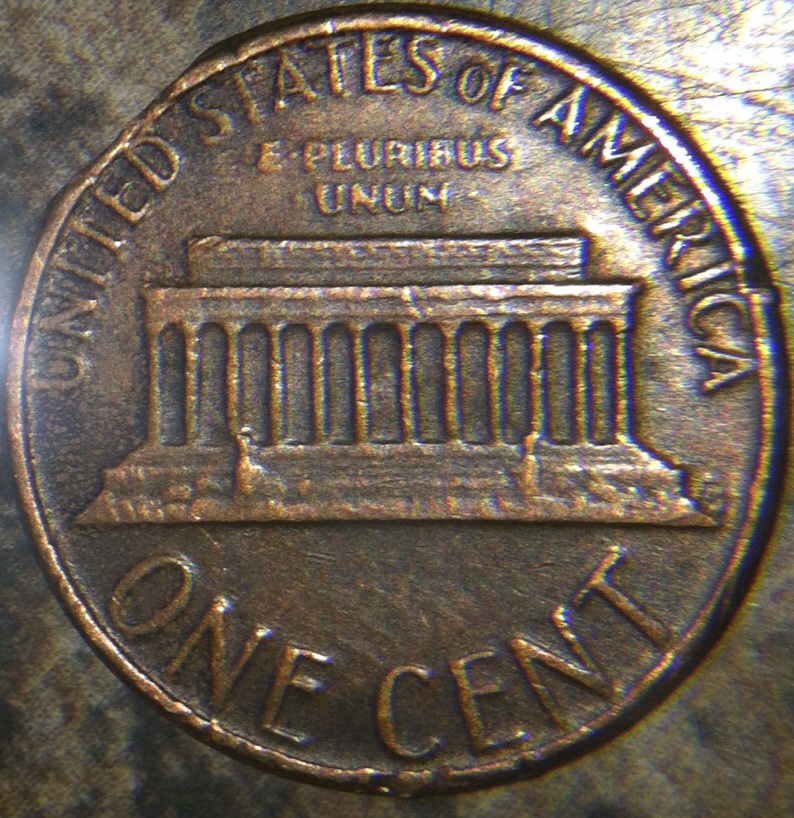 UNITED STATES OF AMERICA
E·PLURIBUS
UNUM
ONE CENT